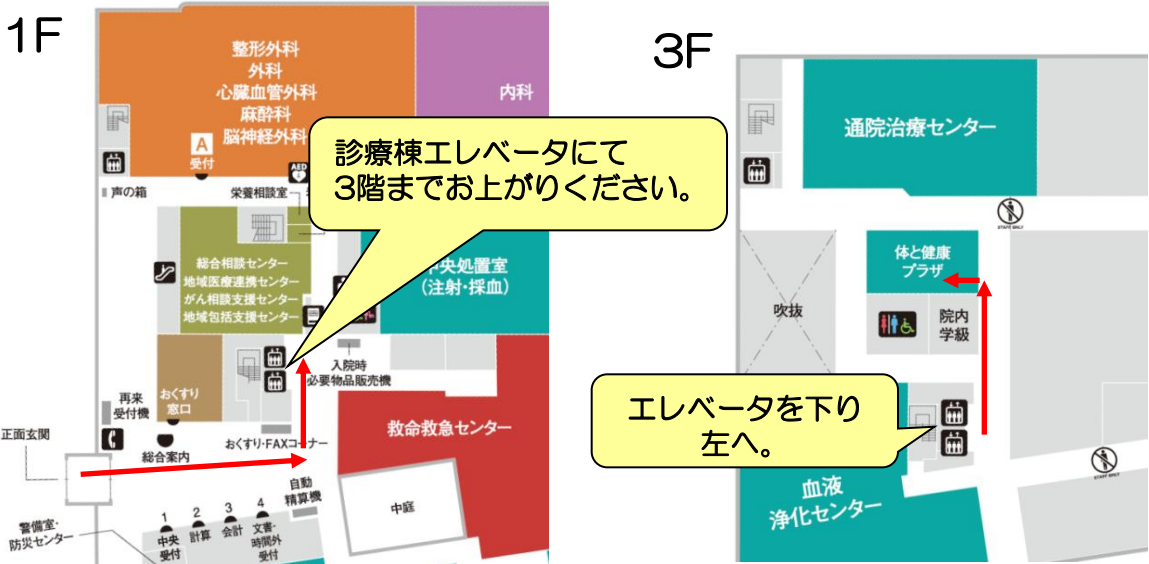 1F
整形外科
外科
心臓血管外科
麻酔科
脳神経外科
内科
A
受付
AED
声の箱
栄養相談室
診療棟エレベータにて
3階までお上がりください。
総合相談センター
地域医療連携センター
がん相談支援センター
地域包括支援センター
中央処置室
(注射・採血)
入院時
必要物品販売機
おくすり
窓口
再来
受付機
正面玄関
総合案内
おくすり・FAXコーナー
救命救急センター
自動
精算機
中庭
1
中央
受付
2
計算
3
会計
4
文書・
時間外
受付
警備室・
防災センター
3F
通院治療センター
STAFF ONLY
体と健康
プラザ
吹抜
院内
学級
エレベータを下り
左へ。
血液
浄化センター
STAFF ONLY